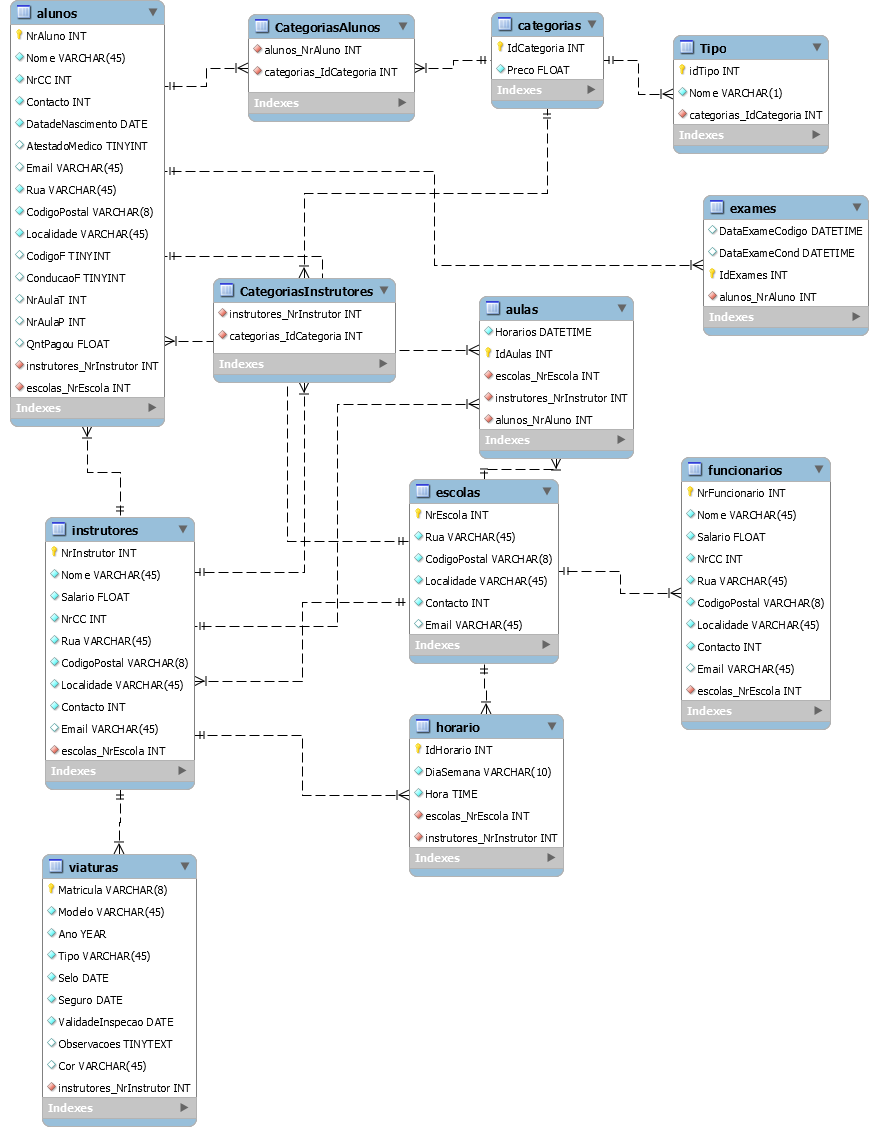 alunos
NrAluno INT
Nome VARCHAR(45)
NrCC INT
Contacto INT
DatadeNascimento DATE
AtestadoMedico TINYINT
Email VARCHAR(45)
Rua VARCHAR(45)
CodigoPostal VARCHAR(8)
Localidade VARCHAR(45)
CodigoF TINYINT
ConducaoF TINYINT
NrAulaT INT
NrAulaP INT
QntPagou FLOAT
instrutores_NrInstrutor INT
escolas_NrEscola INT
Indexes
CategoriasAlunos
alunos_NrAluno INT
categorias_IdCategoria INT
Indexes
categorias
IdCategoria INT
Preco FLOAT
Indexes
Tipo
idTipo INT
Nome VARCHAR(1)
categorias_IdCategoria INT
Indexes
exames
DataExameCodigo DATETIME
DataExameCond DATETIME
IdExames INT
alunos_NrAluno INT
Indexes
CategoriasInstrutores
instrutores_NrInstrutor INT
categorias_IdCategoria INT
Indexes
aulas
Horarios DATETIME
IdAulas INT
escolas_NrEscola INT
instrutores_NrInstrutor INT
alunos_NrAluno INT
Indexes
funcionarios
NrFuncionario INT
Nome VARCHAR(45)
Salario FLOAT
NrCC INT
Rua VARCHAR(45)
CodigoPostal VARCHAR(8)
Localidade VARCHAR(45)
Contacto INT
Email VARCHAR(45)
escolas_NrEscola INT
Indexes
escolas
NrEscola INT
Rua VARCHAR(45)
CodigoPostal VARCHAR(8)
Localidade VARCHAR(45)
Contacto INT
Email VARCHAR(45)
Indexes
instrutores
NrInstrutor INT
Nome VARCHAR(45)
Salario FLOAT
NrCC INT
Rua VARCHAR(45)
CodigoPostal VARCHAR(8)
Localidade VARCHAR(45)
Contacto INT
Email VARCHAR(45)
escolas_NrEscola INT
Indexes
horario
IdHorario INT
DiaSemana VARCHAR(10)
Hora TIME
escolas_NrEscola INT
instrutores_NrInstrutor INT
Indexes
viaturas
Matricula VARCHAR(8)
Modelo VARCHAR(45)
Ano YEAR
Tipo VARCHAR(45)
Selo DATE
Seguro DATE
ValidadeInspecao DATE
Observacoes TINYTEXT
Cor VARCHAR(45)
instrutores_NrInstrutor INT
Indexes